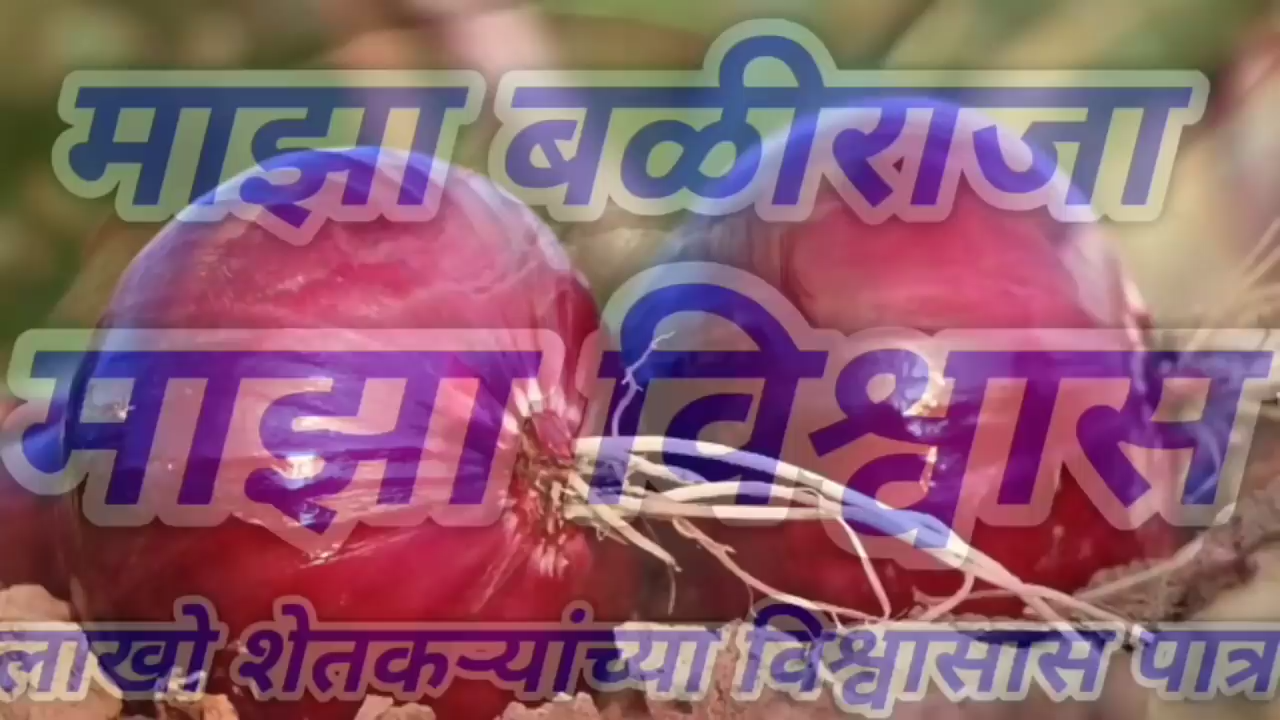 माझा बळीराजा
माझा विश्वास
लाखो शेतकऱ्यांच्या विश्वासास पात्र